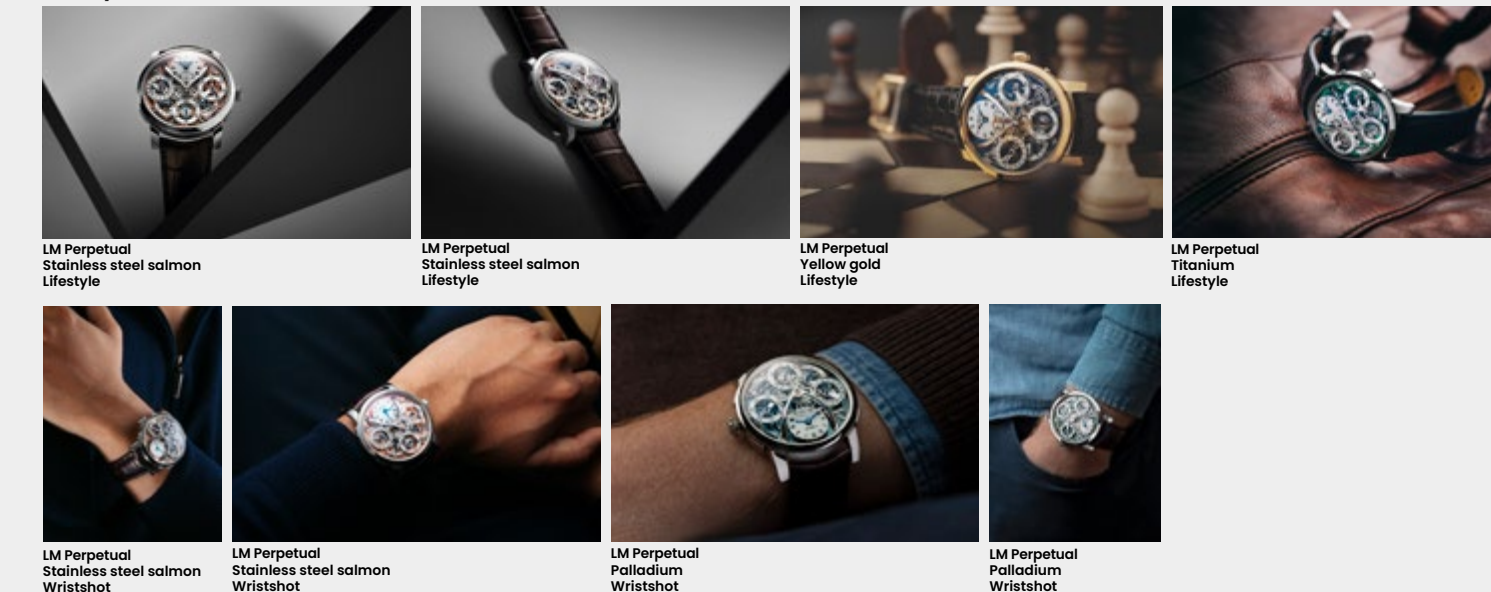 LM Perpetual
Stainless steel salmon
Lifestyle
LM Perpetual
Stainless steel salmon
Lifestyle
LM Perpetual
Yellow gold
Lifestyle
LM Perpetual
Titanium
Lifestyle
LM Perpetual
Stainless steel salmon
Wristshot
LM Perpetual
Stainless steel salmon
Wristshot
LM Perpetual
Palladium
Wristshot
LM Perpetual
Palladium
Wristshot